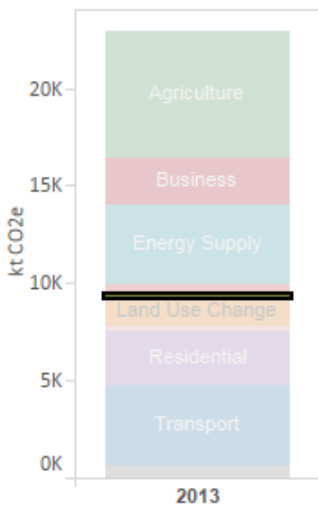 20K
15K
10K
5K
0K
kt CO2e
Agriculture
Business
Energy Supply
Land Use Change
Residential
Transport
2013